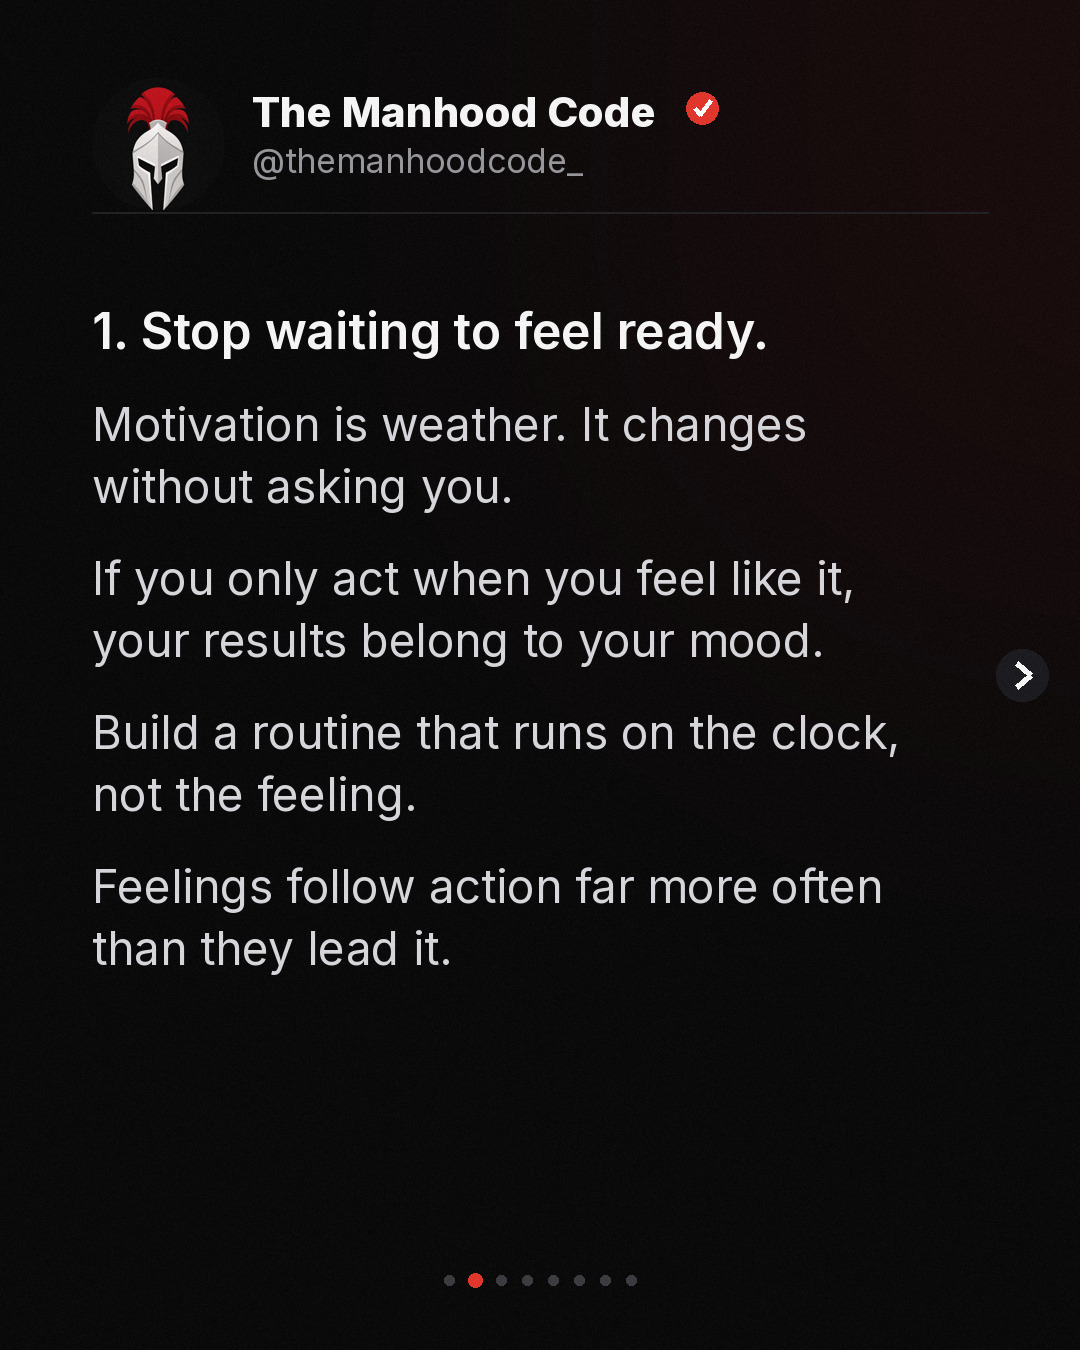 The Manhood Code
@themanhoodcode_
1. Stop waiting to feel ready.
Motivation is weather. It changes
without asking you.
If you only act when you feel like it,
your results belong to your mood.
Build a routine that runs on the clock,
not the feeling.
Feelings follow action far more often
than they lead it.